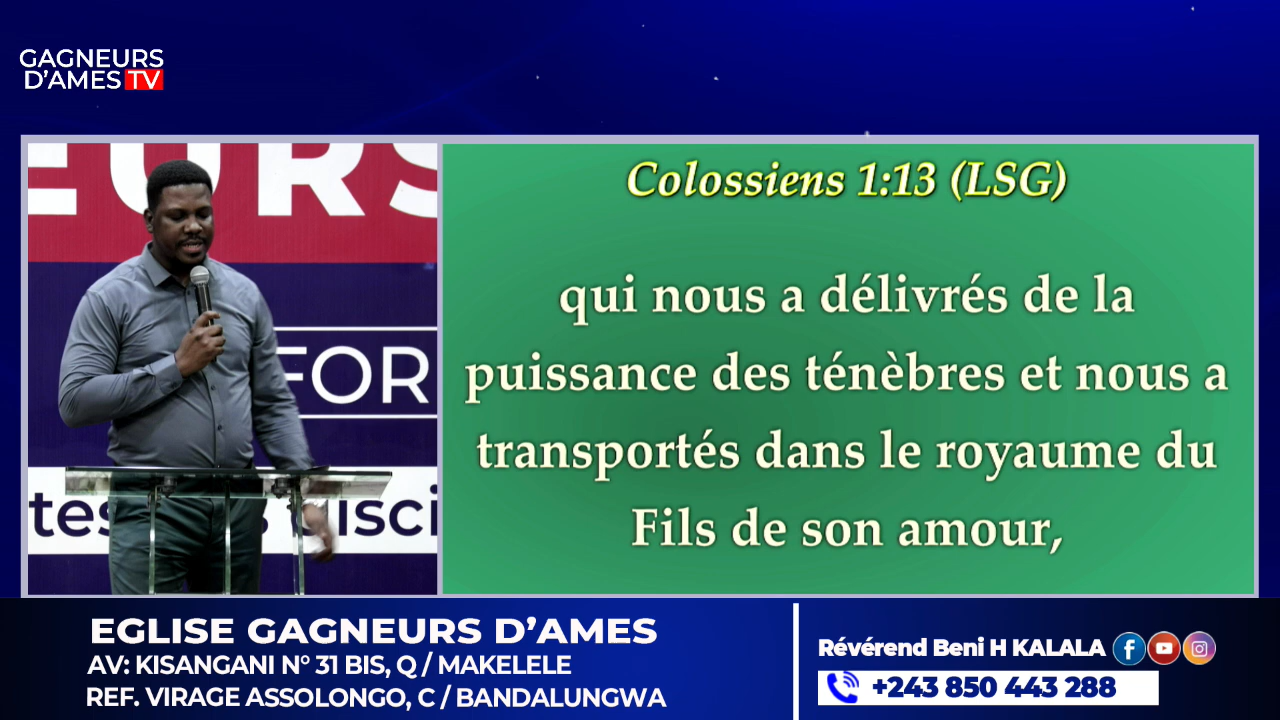 GAGNEURS
D'AMES TV
EURS
FOR
Colossiens 1:13 (LSG)
qui nous a délivrés de la
puissance des ténèbres et nous a
transportés dans le royaume du
Fils de son amour,
EGLISE GAGNEURS D'AMES
AV: KISANGANI N° 31 BIS, Q / MAKELELE
REF. VIRAGE ASSOLONGO, C / BANDALUNGWA
Révérend Beni H KALALA
+243 850 443 288